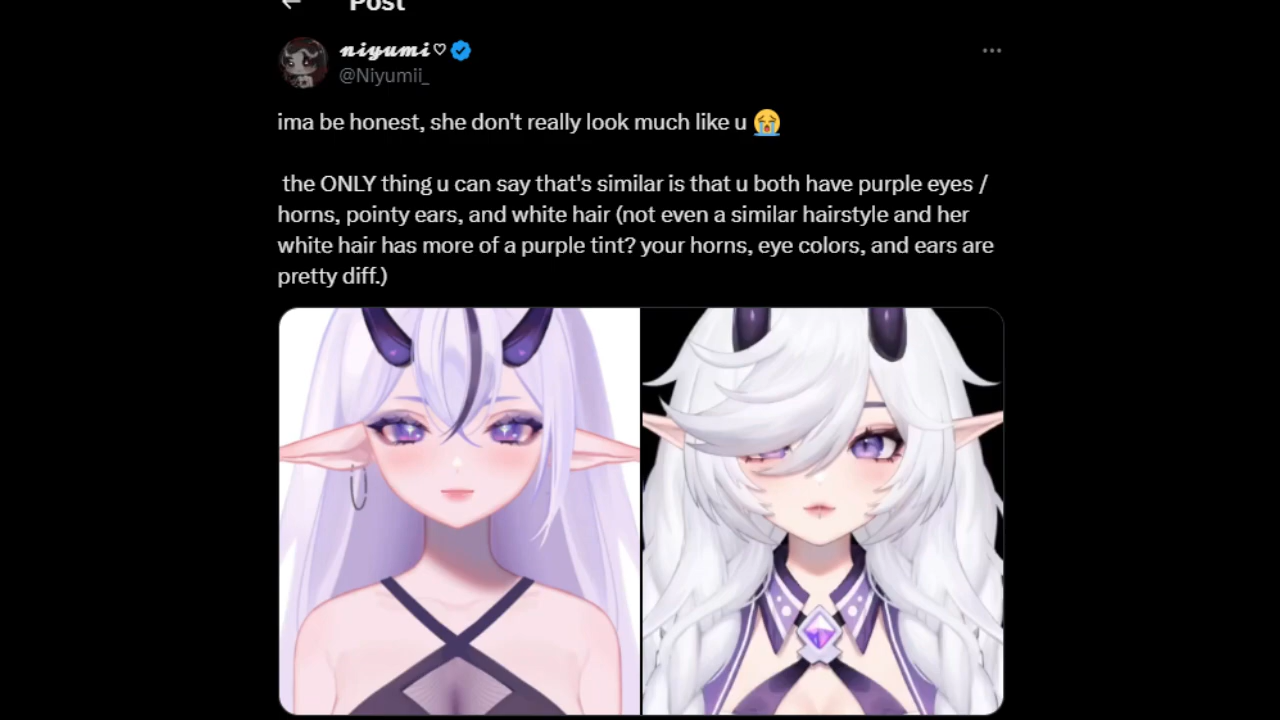 Post
𝓷𝓲𝔂𝓾𝓶𝓲♡
@Niyumii_
ima be honest, she don't really look much like u 😭
the ONLY thing u can say that's similar is that u both have purple eyes /
horns, pointy ears, and white hair (not even a similar hairstyle and her
white hair has more of a purple tint? your horns, eye colors, and ears are
pretty diff.)